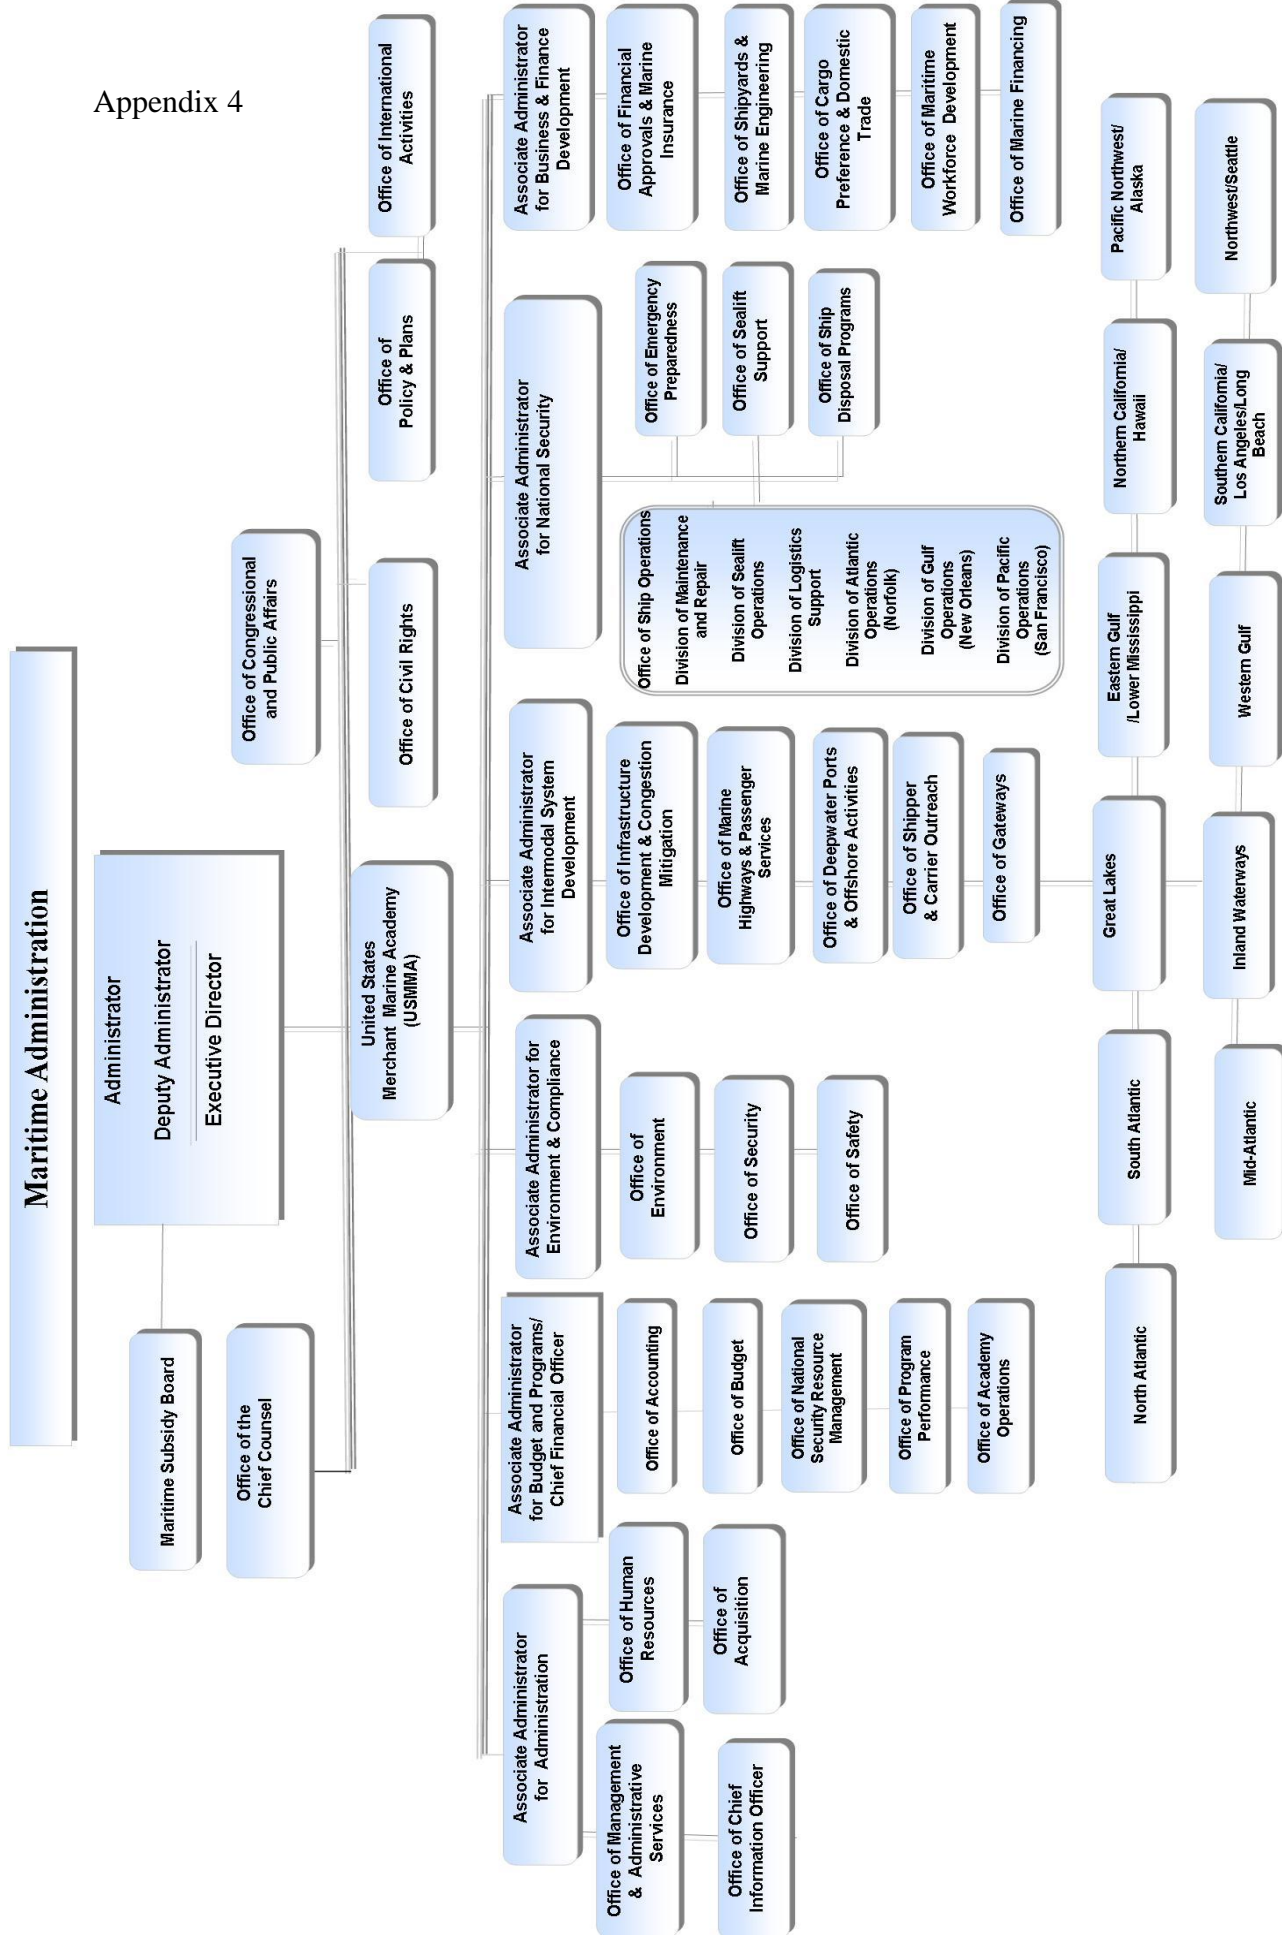 Appendix 4
Maritime Administration
Administrator
Deputy Administrator
Executive Director
Maritime Subsidy Board
Office of the
Chief Counsel
Office of Congressional
and Public Affairs
United States
Merchant Marine Academy
(USMMA)
Office of Civil Rights
Office of
Policy & Plans
Office of International
Activities
Associate Administrator
for Administration
Office of Management
& Administrative
Services
Office of Chief
Information Officer
Office of Human
Resources
Office of
Acquisition
Associate Administrator
for Budget and Programs/
Chief Financial Officer
Office of Accounting
Office of Budget
Office of National
Security Resource
Management
Office of Program
Performance
Office of Academy
Operations
Associate Administrator for
Environment & Compliance
Office of
Environment
Office of Security
Office of Safety
Associate Administrator
for Intermodal System
Development
Office of Infrastructure
Development & Congestion
Mitigation
Office of Marine
Highways & Passenger
Services
Office of Deepwater Ports
& Offshore Activities
Office of Shipper
& Carrier Outreach
Office of Gateways
Associate Administrator
for National Security
Office of Ship Operations
Division of Maintenance
and Repair
Division of Sealift
Operations
Division of Logistics
Support
Division of Atlantic
Operations
(Norfolk)
Division of Gulf
Operations
(New Orleans)
Division of Pacific
Operations
(San Francisco)
Office of Emergency
Preparedness
Office of Sealift
Support
Office of Ship
Disposal Programs
Associate Administrator
for Business & Finance
Development
Office of Financial
Approvals & Marine
Insurance
Office of Shipyards &
Marine Engineering
Office of Cargo
Preference & Domestic
Trade
Office of Maritime
Workforce Development
Office of Marine Financing
North Atlantic
South Atlantic
Great Lakes
Eastern Gulf
/Lower Mississippi
Northern California/
Hawaii
Pacific Northwest/
Alaska
Mid-Atlantic
Inland Waterways
Western Gulf
Southern California/
Los Angeles/Long
Beach
Northwest/Seattle